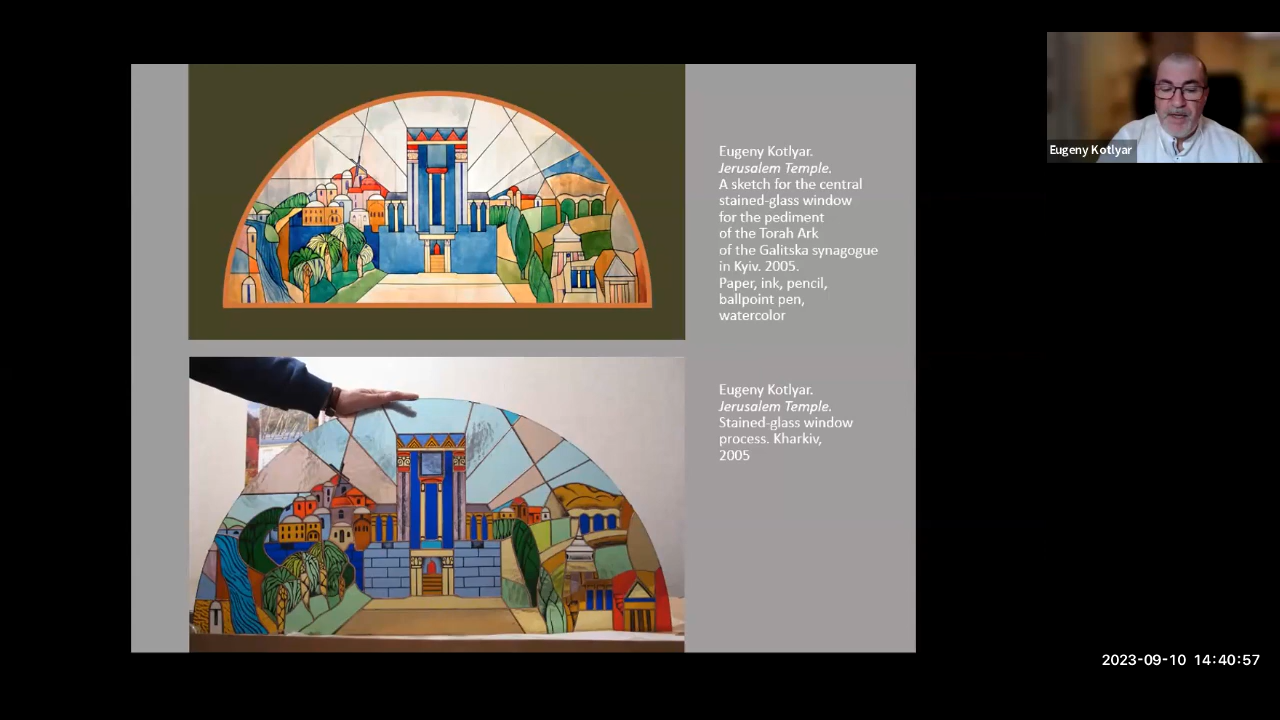 Eugeny Kotlyar.
Jerusalem Temple.
A sketch for the central
stained-glass window
for the pediment
of the Torah Ark
of the Galitska synagogue
in Kyiv. 2005.
Paper, ink, pencil,
ballpoint pen,
watercolor
Eugeny Kotlyar.
Jerusalem Temple.
Stained-glass window
process. Kharkiv,
2005
Eugeny Kotlyar
2023-09-10 14:40:57